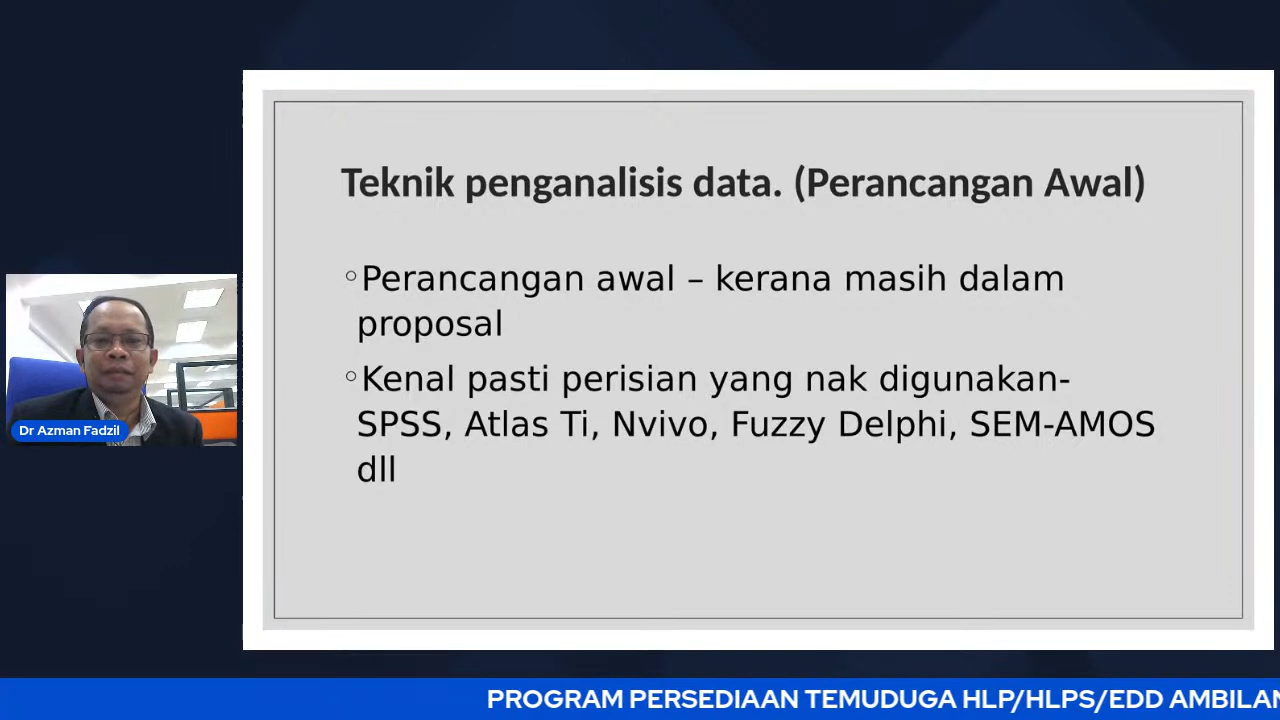 Teknik penganalisis data. (Perancangan Awal)
◦Perancangan awal – kerana masih dalam
proposal
◦Kenal pasti perisian yang nak digunakan-
SPSS, Atlas Ti, Nvivo, Fuzzy Delphi, SEM-AMOS
dll
Dr Azman Fadzil
PROGRAM PERSEDIAAN TEMUDUGA HLP/HLPS/EDD AMBILAN